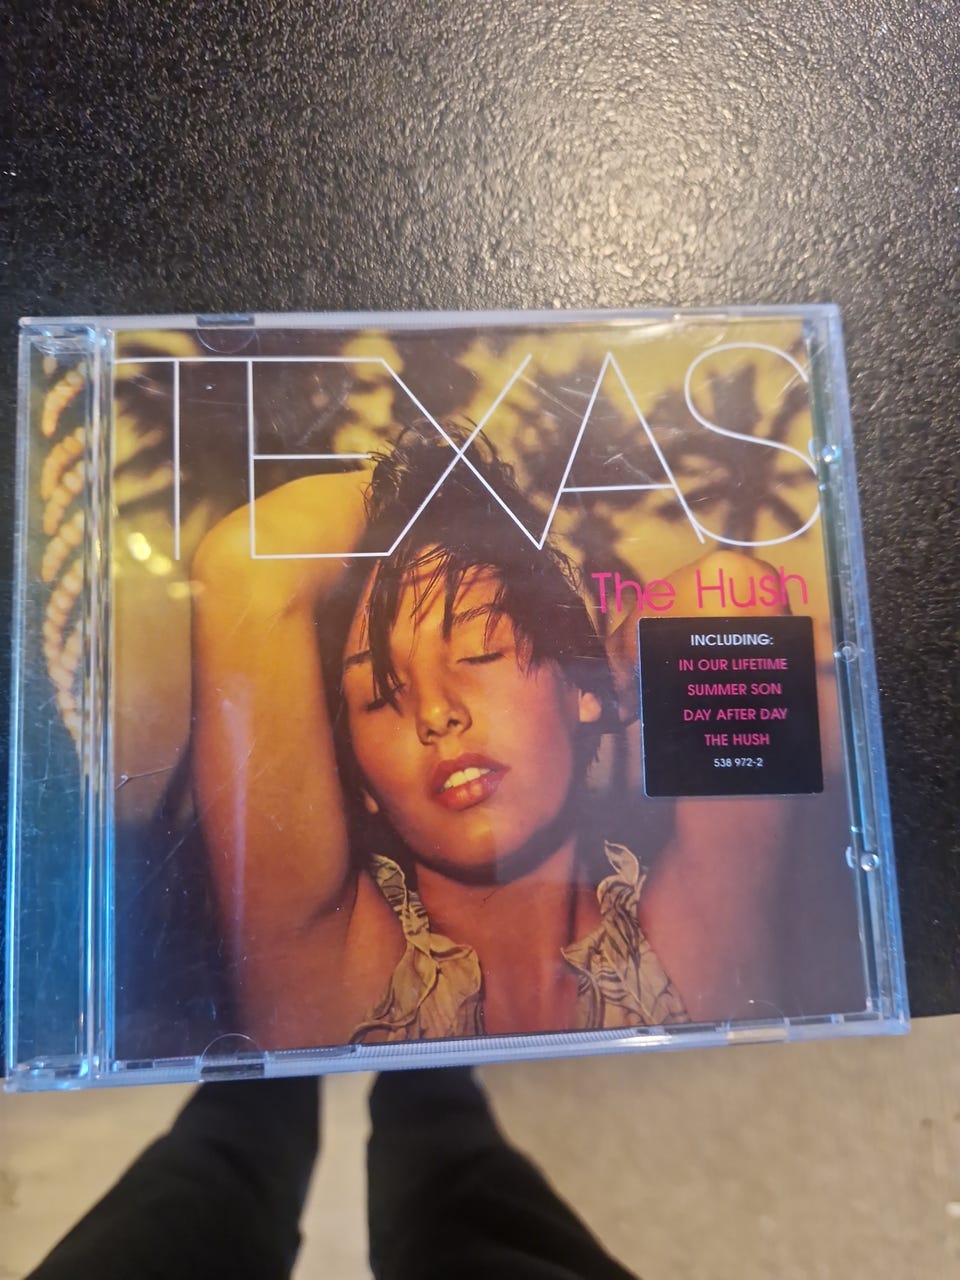 TEXAS
The Hush
INCLUDING:
IN OUR LIFETIME
SUMMER SON
DAY AFTER DAY
THE HUSH
538 972-2